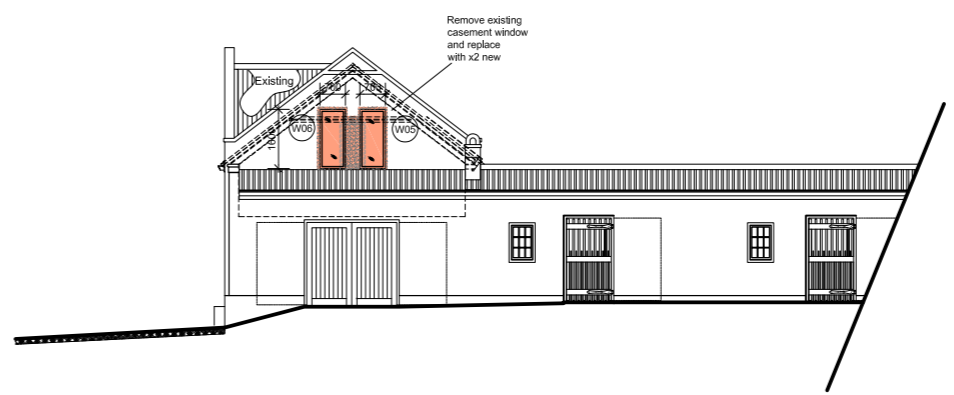 Remove existing
casement window
and replace
with x2 new
Existing
W06
W05